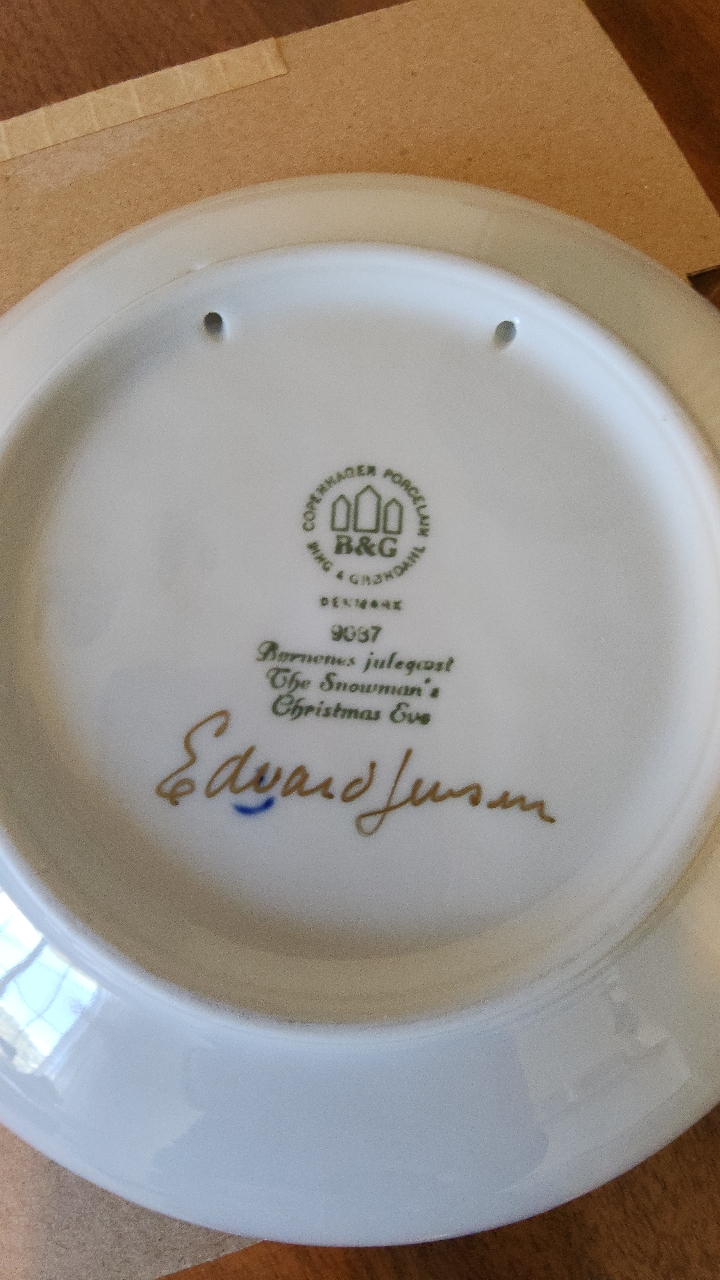 COPENHAGEN PORCELAIN
B&G
BING & GRØNDAHL
DENMARK
9087
Børnenes julegæst
The Snowman's
Christmas Eve
Edvard Jensen